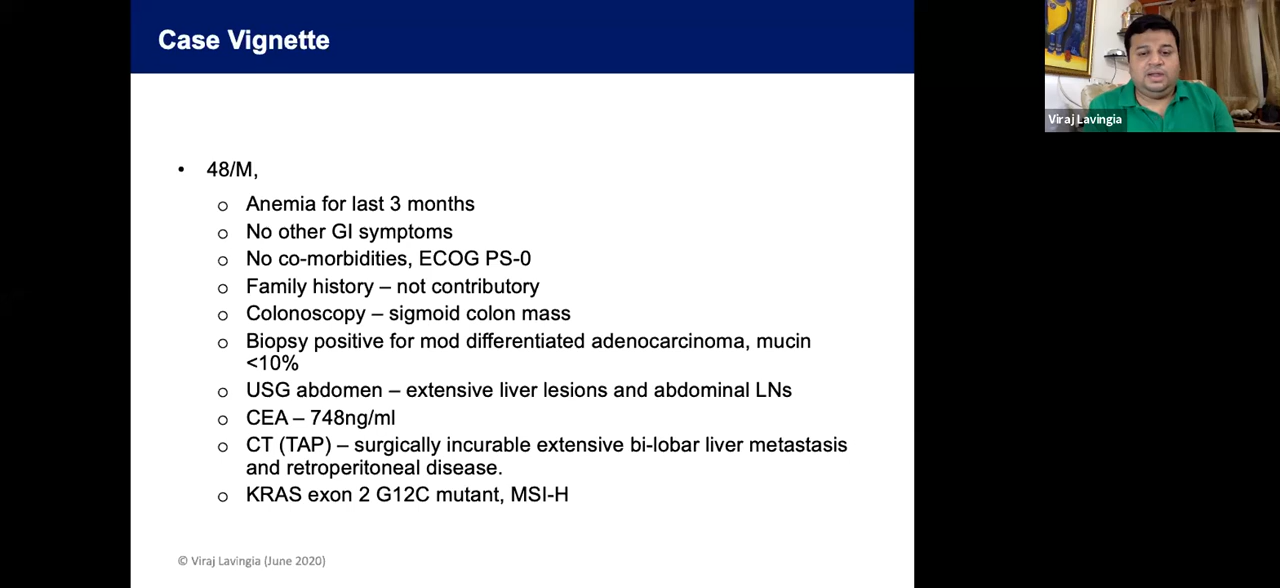 Case Vignette
• 48/M,
o Anemia for last 3 months
o No other GI symptoms
o No co-morbidities, ECOG PS-0
o Family history – not contributory
o Colonoscopy – sigmoid colon mass
o Biopsy positive for mod differentiated adenocarcinoma, mucin
<10%
o USG abdomen – extensive liver lesions and abdominal LNs
o CEA – 748ng/ml
o CT (TAP) – surgically incurable extensive bi-lobar liver metastasis
and retroperitoneal disease.
o KRAS exon 2 G12C mutant, MSI-H
© Viraj Lavingia (June 2020)
Viraj Lavingia